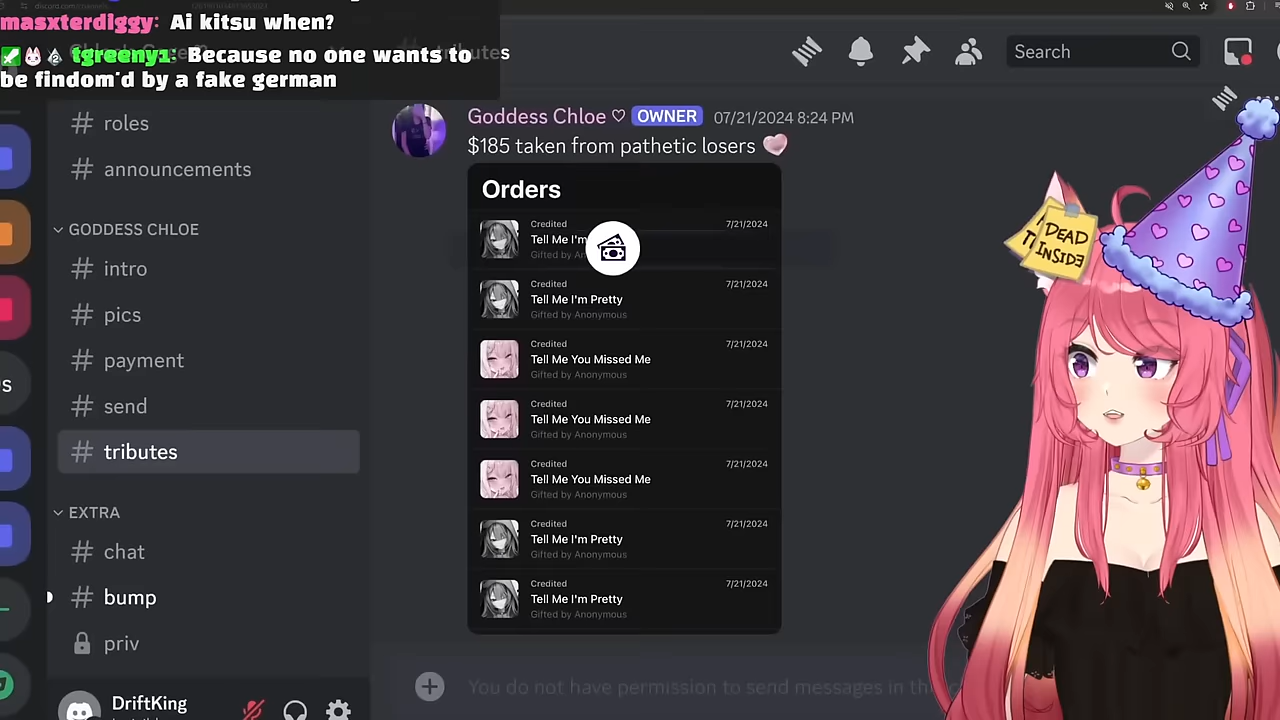 masxterdiggy: Ai kitsu when?
tgreeny1: Because no one wants to
be findom'd by a fake german
Search
roles
announcements
GODDESS CHLOE
intro
pics
payment
send
tributes
EXTRA
chat
bump
priv
DriftKing
Goddess Chloe ♡ OWNER 07/21/2024 8:24 PM
$185 taken from pathetic losers
Orders
Credited 7/21/2024
Tell Me I'm
Gifted by
Credited 7/21/2024
Tell Me I'm Pretty
Gifted by Anonymous
Credited 7/21/2024
Tell Me You Missed Me
Gifted by Anonymous
Credited 7/21/2024
Tell Me You Missed Me
Gifted by Anonymous
Credited 7/21/2024
Tell Me You Missed Me
Gifted by Anonymous
Credited 7/21/2024
Tell Me I'm Pretty
Gifted by Anonymous
Credited 7/21/2024
Tell Me I'm Pretty
Gifted by Anonymous
You do not have permission to send messages in
DEAD
INSIDE